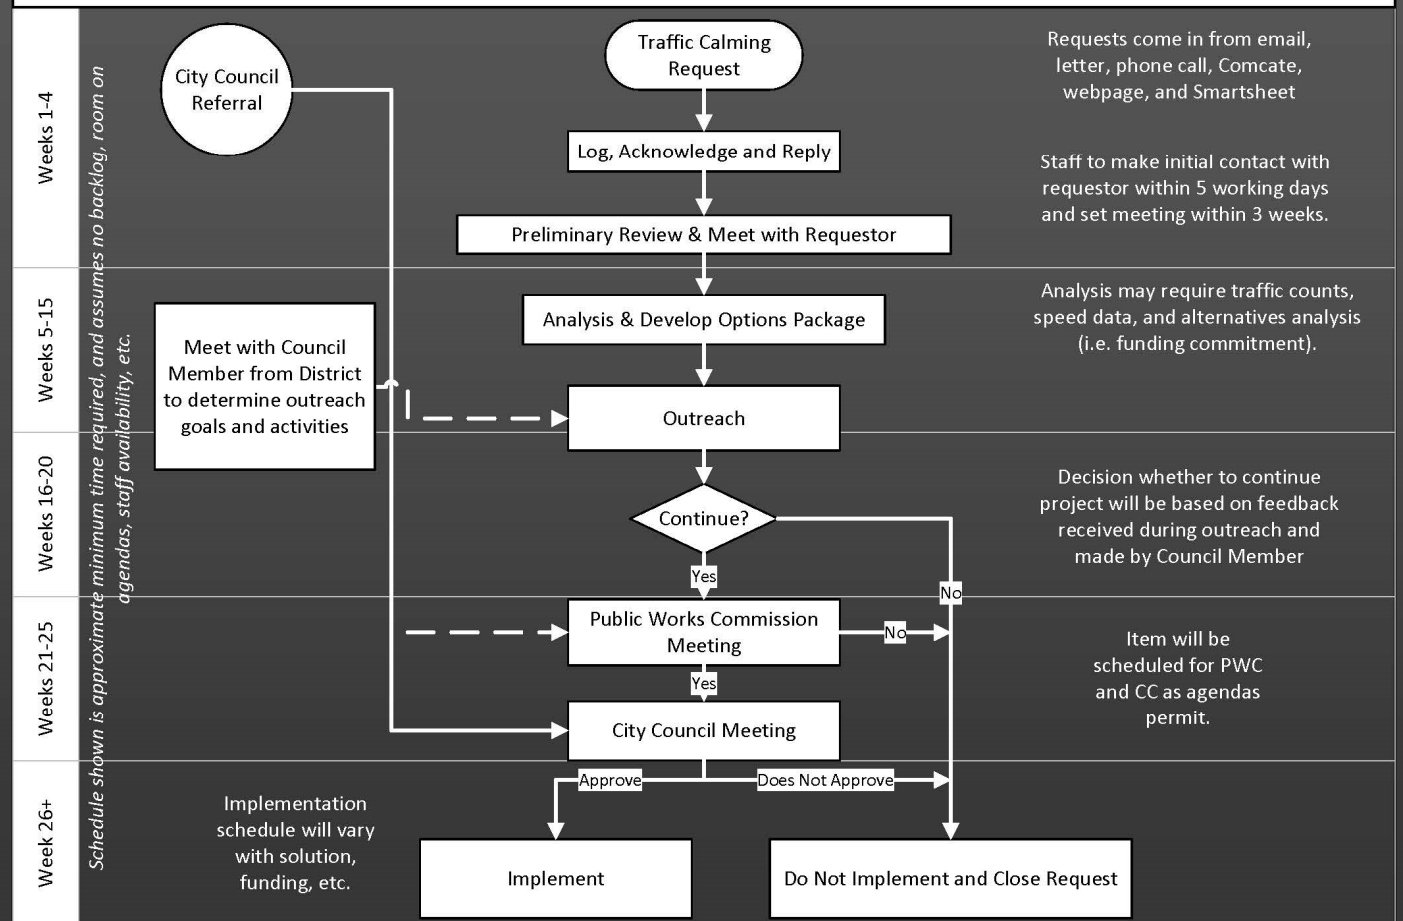 Weeks 1-4
Schedule shown is approximate minimum time required, and assumes no backlog, room on
agendas, staff availability, etc.
City Council
Referral
Traffic Calming
Request
Requests come in from email,
letter, phone call, Comcate,
webpage, and Smartsheet
Log, Acknowledge and Reply
Staff to make initial contact with
requestor within 5 working days
and set meeting within 3 weeks.
Preliminary Review & Meet with Requestor
Weeks 5-15
Meet with Council
Member from District
to determine outreach
goals and activities
Analysis & Develop Options Package
Analysis may require traffic counts,
speed data, and alternatives analysis
(i.e. funding commitment).
Outreach
Weeks 16-20
Continue?
Decision whether to continue
project will be based on feedback
received during outreach and
made by Council Member
Yes
No
Weeks 21-25
Public Works Commission
Meeting
No
Item will be
scheduled for PWC
and CC as agendas
permit.
Yes
City Council Meeting
Week 26+
Approve
Does Not Approve
Implementation
schedule will vary
with solution,
funding, etc.
Implement
Do Not Implement and Close Request